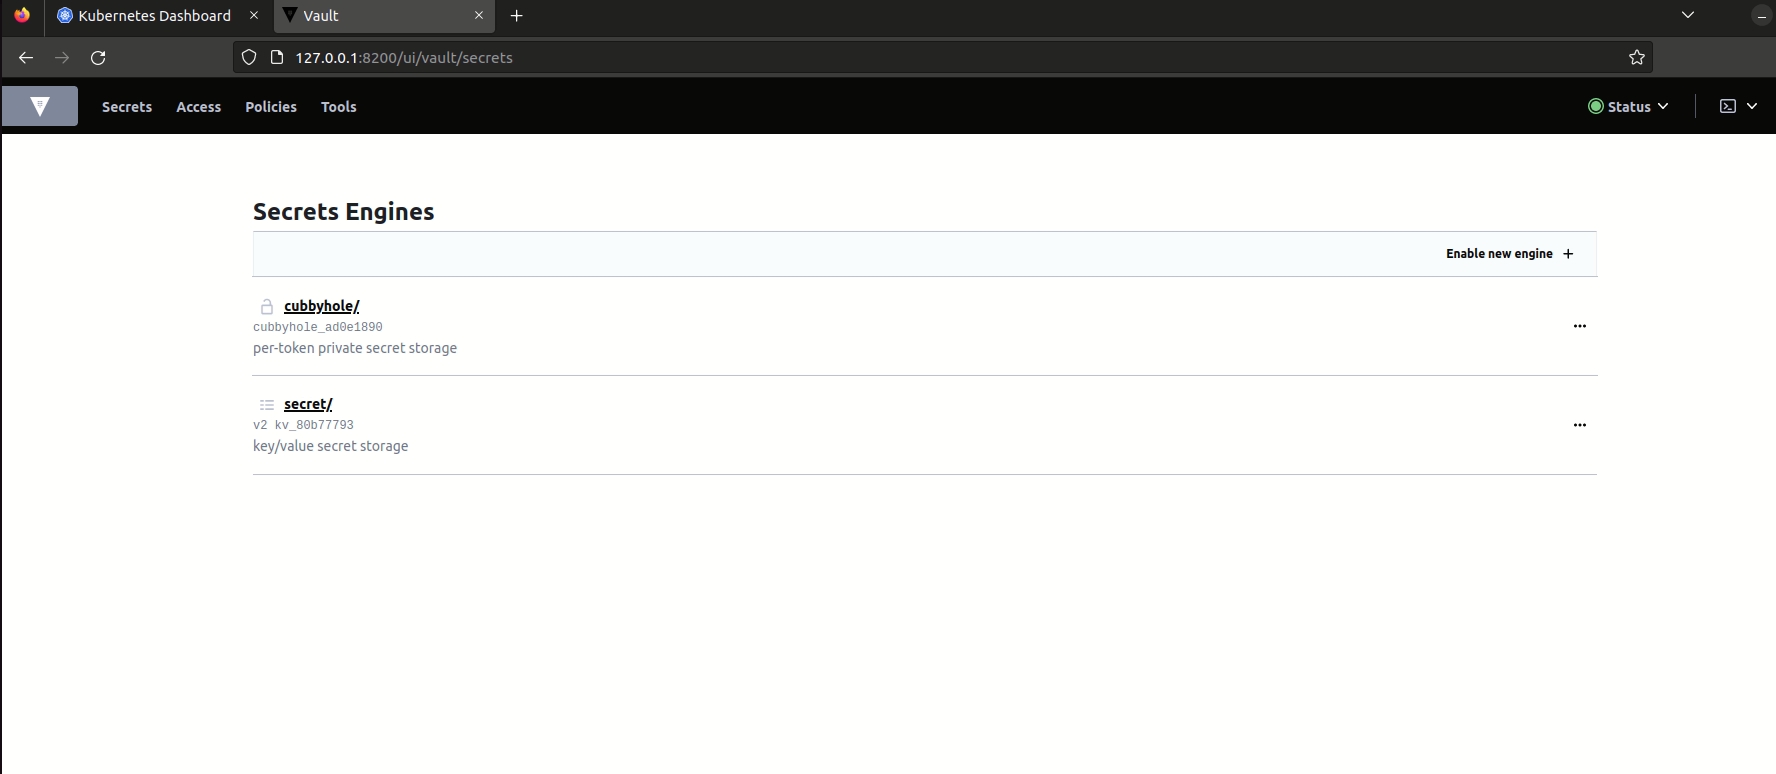 Kubernetes Dashboard
Vault
127.0.0.1:8200/ui/vault/secrets
Secrets Access Policies Tools Status
Secrets Engines
Enable new engine +
cubbyhole/
cubbyhole_ad0e1890
per-token private secret storage
secret/
v2 kv_80b77793
key/value secret storage